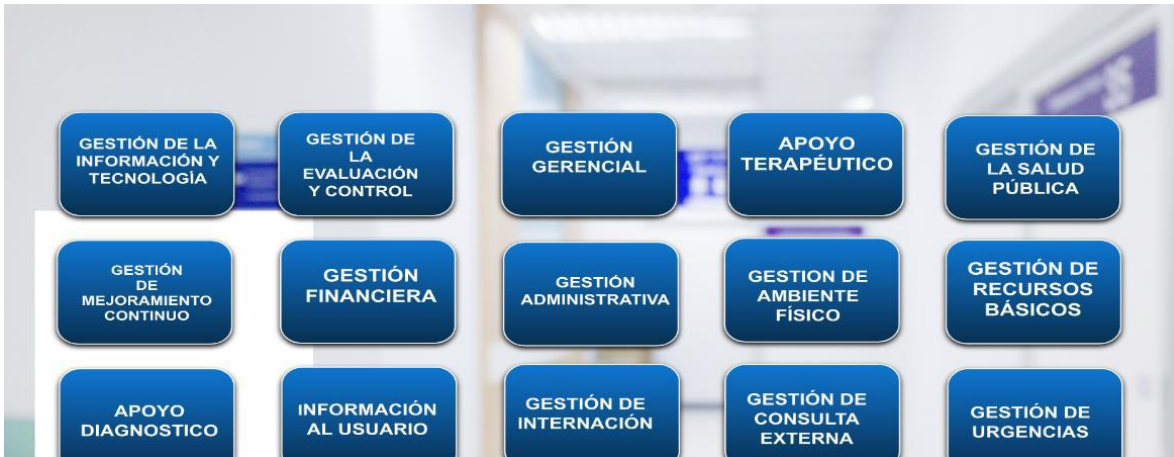 GESTIÓN DE LA
INFORMACIÓN Y
TECNOLOGÍA
GESTIÓN DE
LA
EVALUACIÓN
Y CONTROL
GESTIÓN
GERENCIAL
APOYO
TERAPÉUTICO
GESTIÓN DE
LA SALUD
PÚBLICA
GESTIÓN
DE
MEJORAMIENTO
CONTINUO
GESTIÓN
FINANCIERA
GESTIÓN
ADMINISTRATIVA
GESTION DE
AMBIENTE
FÍSICO
GESTIÓN DE
RECURSOS
BÁSICOS
APOYO
DIAGNOSTICO
INFORMACIÓN
AL USUARIO
GESTIÓN DE
INTERNACIÓN
GESTIÓN DE
CONSULTA
EXTERNA
GESTIÓN DE
URGENCIAS